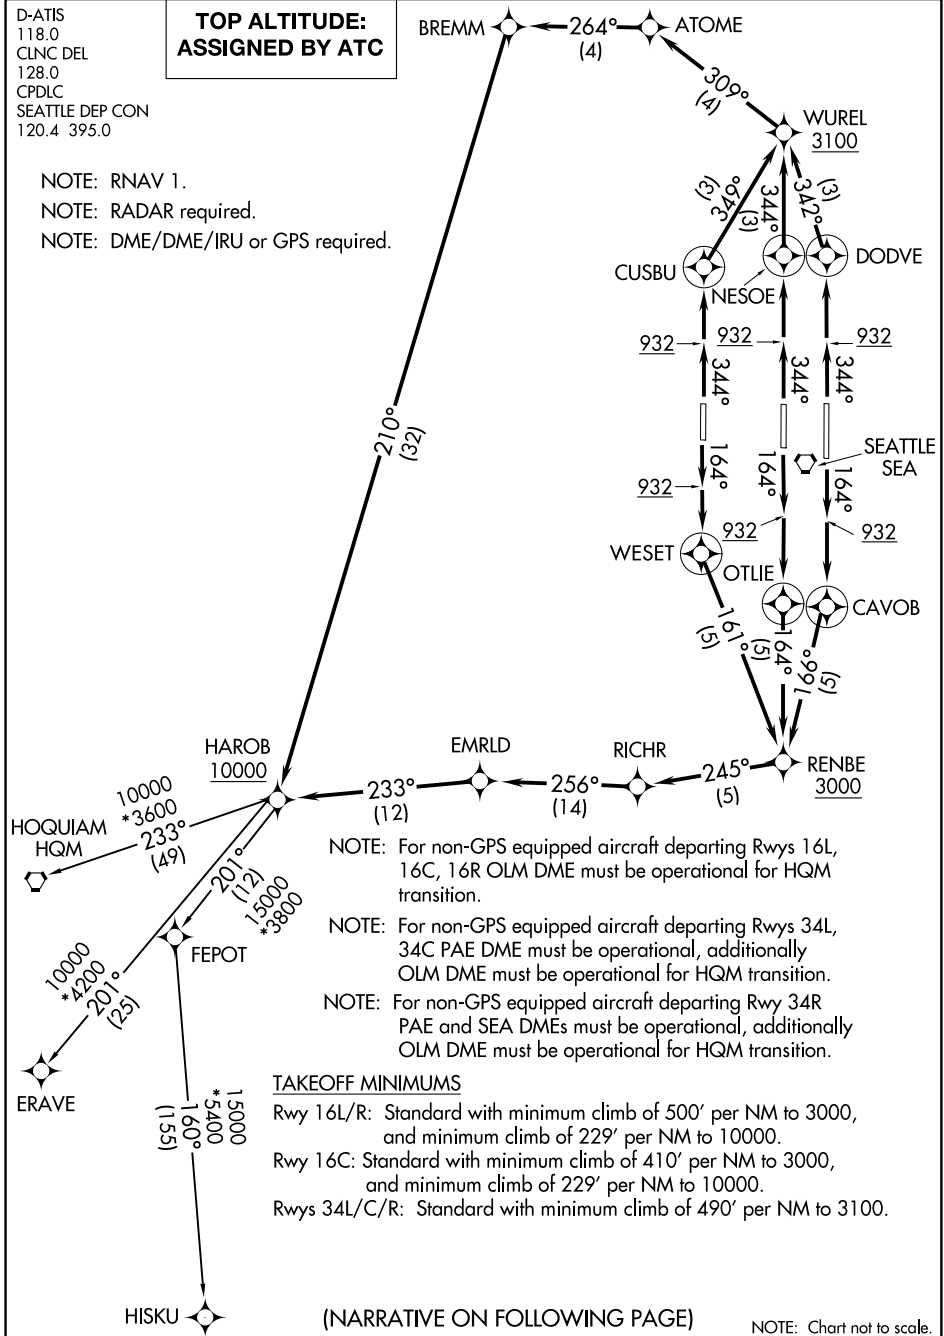 D-ATIS
118.0
CLNC DEL
128.0
CPDLC
SEATTLE DEP CON
120.4 395.0
TOP ALTITUDE:
ASSIGNED BY ATC
NOTE: RNAV 1.
NOTE: RADAR required.
NOTE: DME/DME/IRU or GPS required.
BREMM
264°
(4)
ATOME
309°
(4)
WUREL
3100
(3)
349°
(3)
344°
(3)
342°
CUSBU
NESOE
DODVE
932
932
932
344°
344°
344°
210°
(32)
SEATTLE
SEA
164°
164°
164°
932
932
932
WESET
OTLIE
CAVOB
161°
(5)
(5)
164°
166°
(5)
HAROB
10000
EMRLD
RICHR
RENBE
3000
233°
(12)
256°
(14)
245°
(5)
10000
*3600
233°
(49)
HOQUIAM
HQM
201°
(12)
15000
*3800
FEPOT
10000
*4200
201°
(25)
ERAVE
15000
*5400
160°
(155)
HISKU
NOTE: For non-GPS equipped aircraft departing Rwys 16L,
16C, 16R OLM DME must be operational for HQM
transition.
NOTE: For non-GPS equipped aircraft departing Rwys 34L,
34C PAE DME must be operational, additionally
OLM DME must be operational for HQM transition.
NOTE: For non-GPS equipped aircraft departing Rwy 34R
PAE and SEA DMEs must be operational, additionally
OLM DME must be operational for HQM transition.
TAKEOFF MINIMUMS
Rwy 16L/R: Standard with minimum climb of 500' per NM to 3000,
and minimum climb of 229' per NM to 10000.
Rwy 16C: Standard with minimum climb of 410' per NM to 3000,
and minimum climb of 229' per NM to 10000.
Rwys 34L/C/R: Standard with minimum climb of 490' per NM to 3100.
(NARRATIVE ON FOLLOWING PAGE)
NOTE: Chart not to scale.